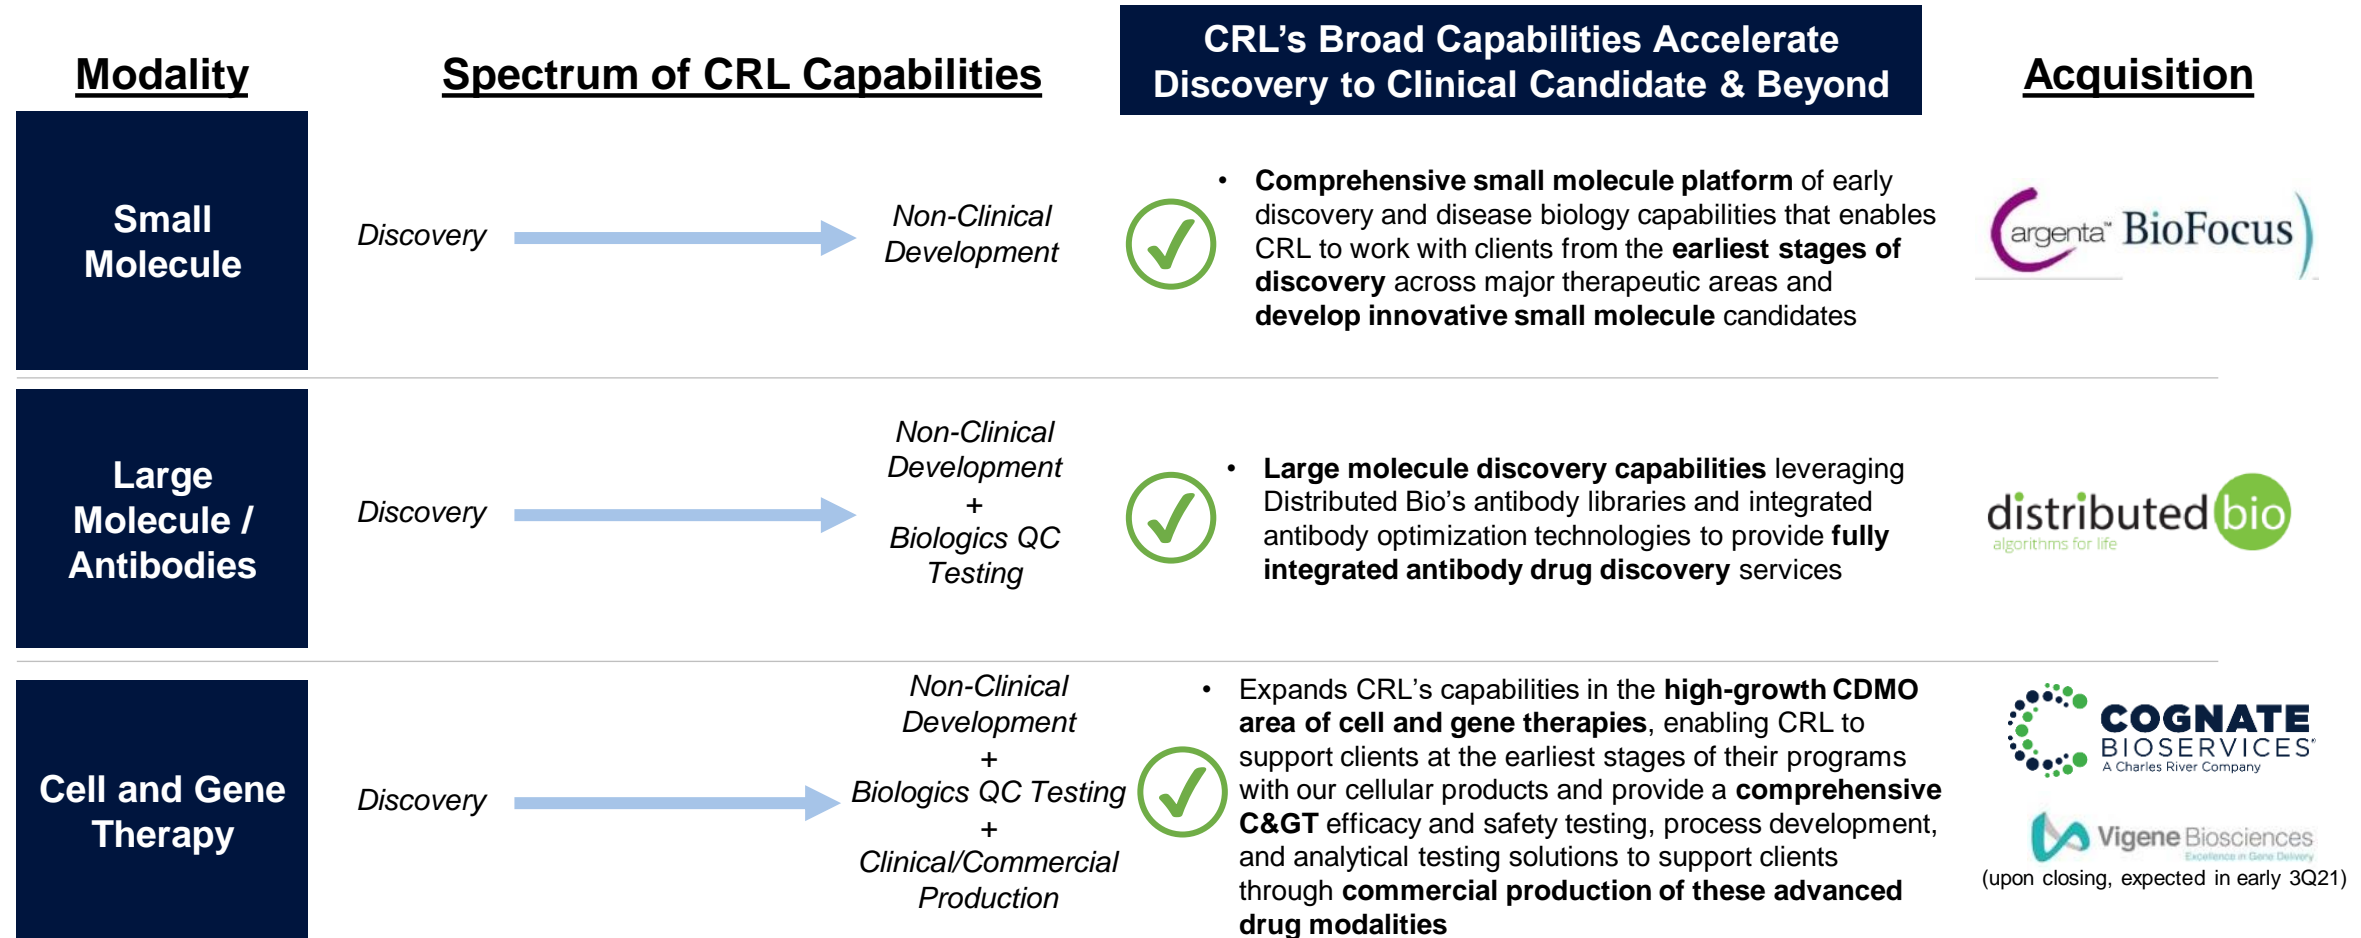 Modality
Spectrum of CRL Capabilities
CRL's Broad Capabilities Accelerate
Discovery to Clinical Candidate & Beyond
Acquisition
Small
Molecule
Discovery
Non-Clinical
Development
• Comprehensive small molecule platform of early
discovery and disease biology capabilities that enables
CRL to work with clients from the earliest stages of
discovery across major therapeutic areas and
develop innovative small molecule candidates
argenta™ BioFocus
Large
Molecule /
Antibodies
Discovery
Non-Clinical
Development
+
Biologics QC
Testing
• Large molecule discovery capabilities leveraging
Distributed Bio’s antibody libraries and integrated
antibody optimization technologies to provide fully
integrated antibody drug discovery services
distributed bio
algorithms for life
Cell and Gene
Therapy
Discovery
Non-Clinical
Development
+
Biologics QC Testing
+
Clinical/Commercial
Production
• Expands CRL’s capabilities in the high-growth CDMO
area of cell and gene therapies, enabling CRL to
support clients at the earliest stages of their programs
with our cellular products and provide a comprehensive
C&GT efficacy and safety testing, process development,
and analytical testing solutions to support clients
through commercial production of these advanced
drug modalities
COGNATE
BIOSERVICES
A Charles River Company
Vigene Biosciences
Excellence in Gene Delivery
(upon closing, expected in early 3Q21)